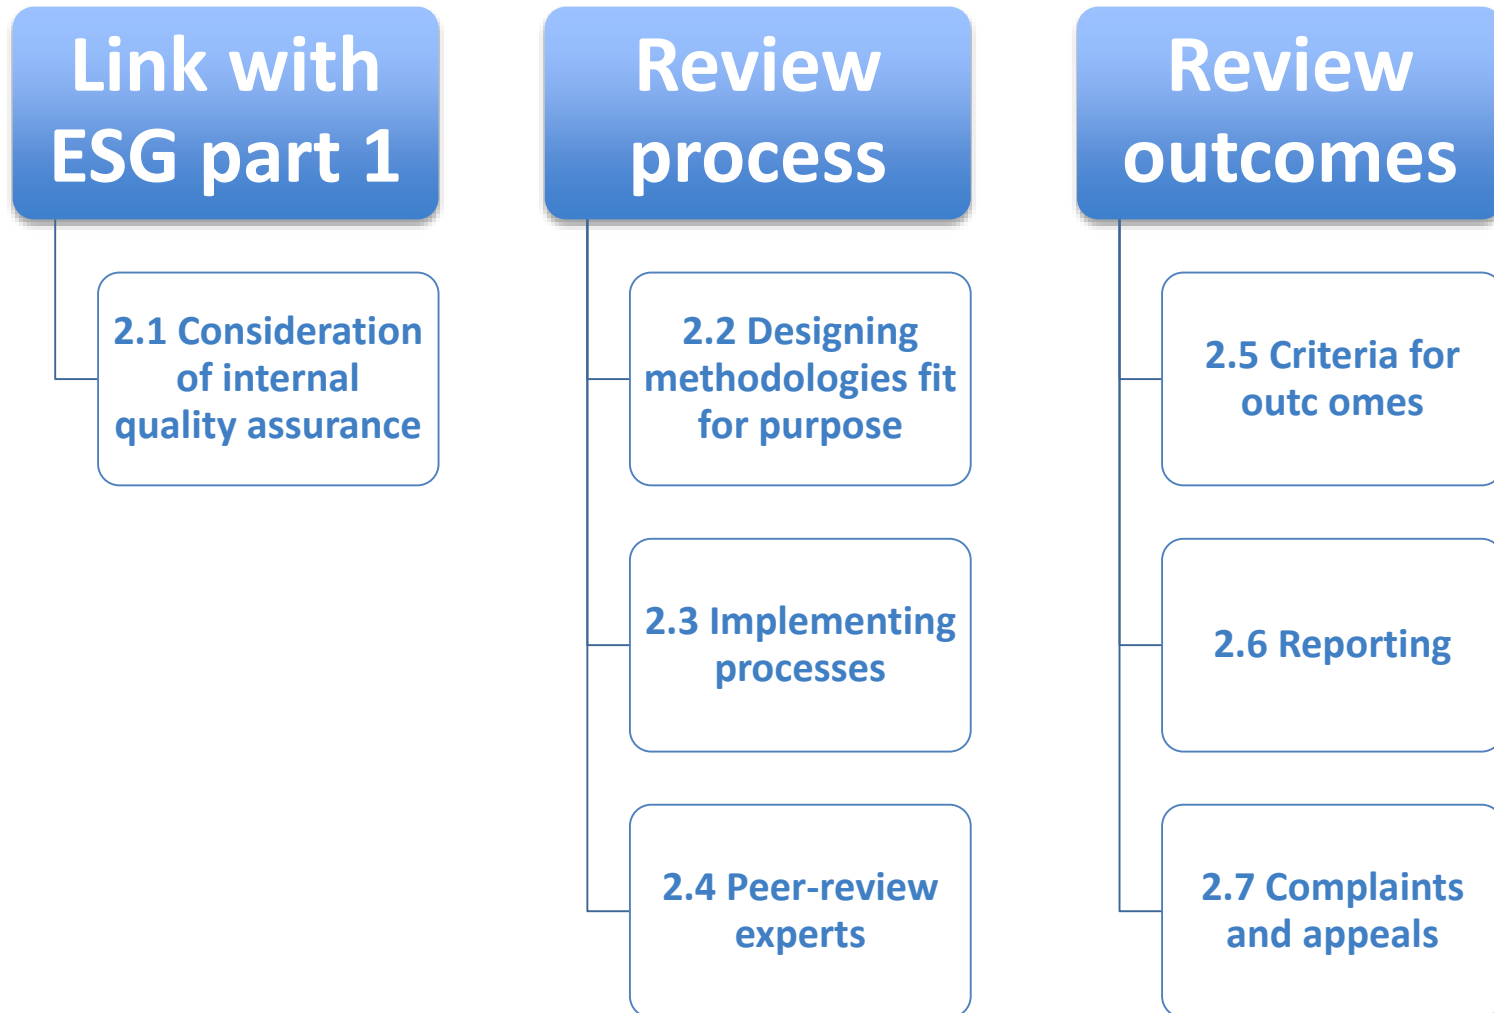 Link with
ESG part 1
2.1 Consideration
of internal
quality assurance
Review
process
2.2 Designing
methodologies fit
for purpose
2.3 Implementing
processes
2.4 Peer-review
experts
Review
outcomes
2.5 Criteria for
outc omes
2.6 Reporting
2.7 Complaints
and appeals